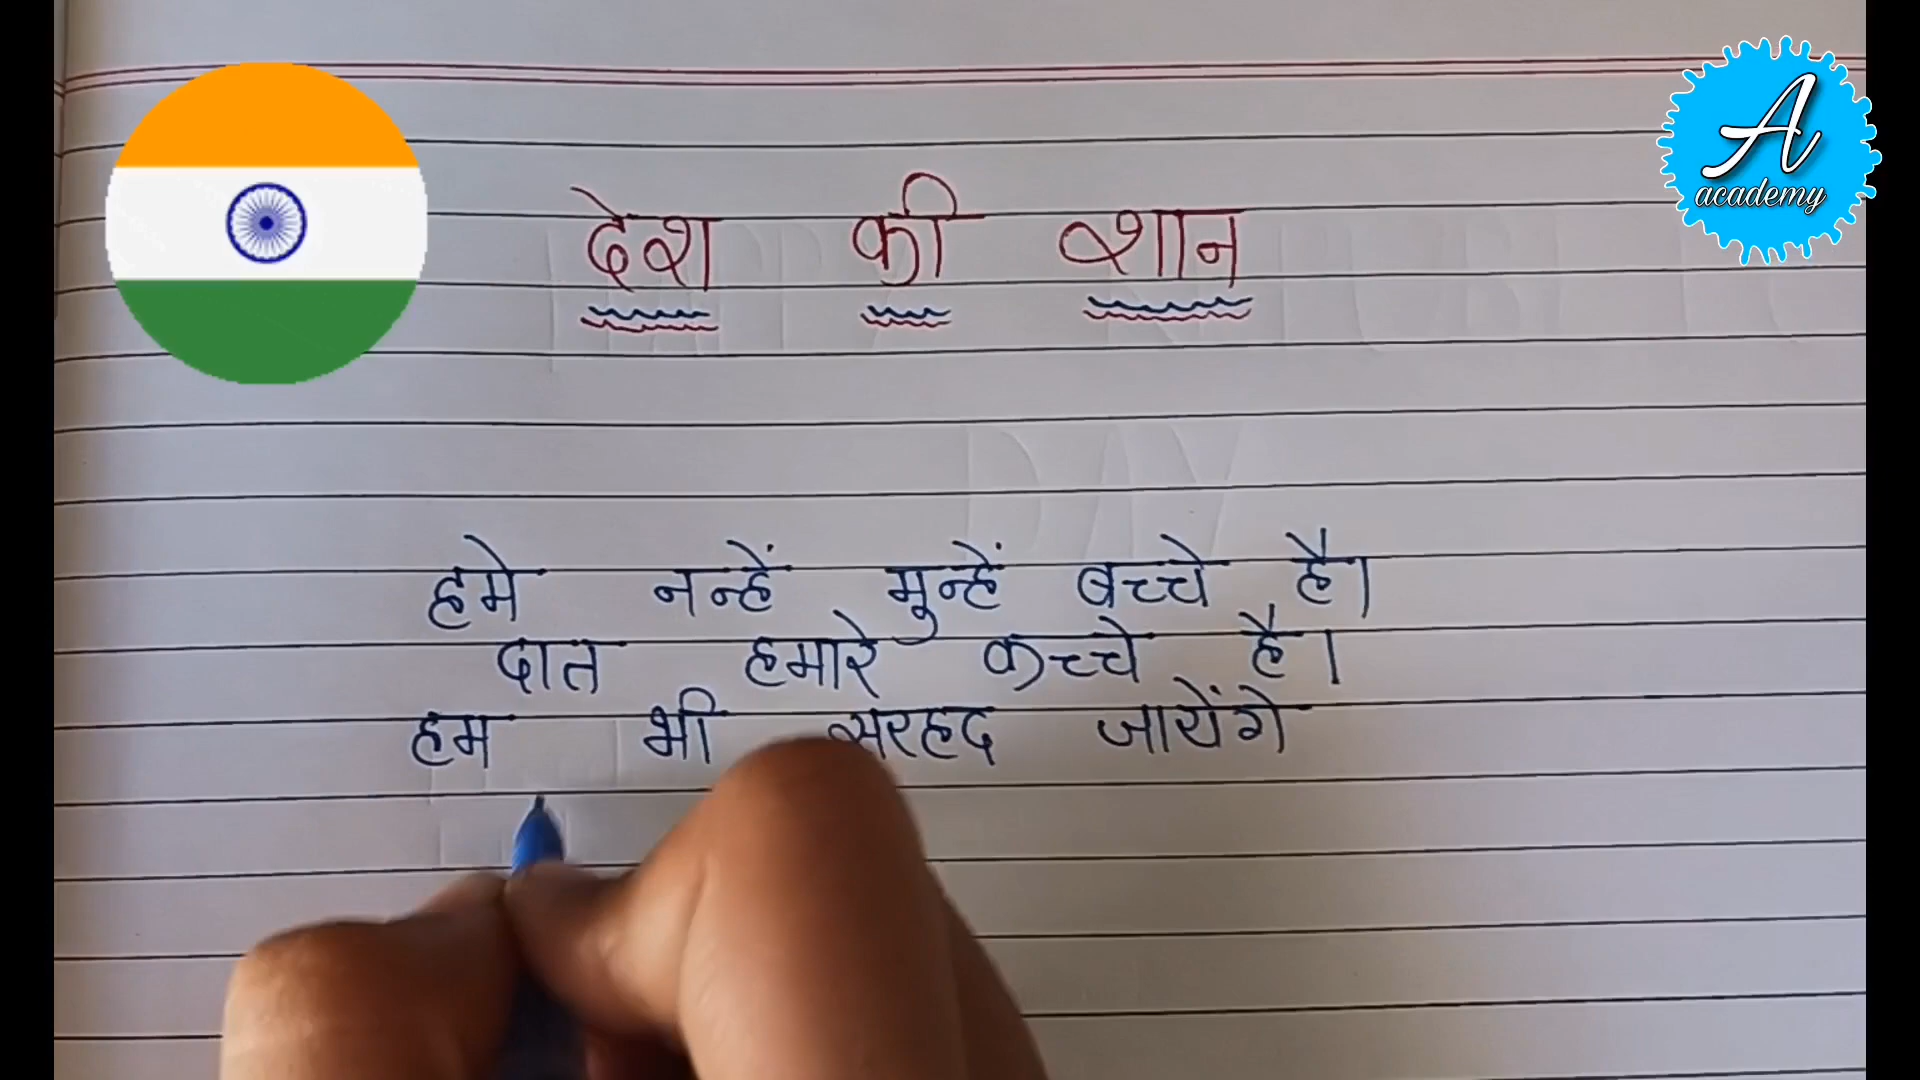 A
academy
देश की शान
हमे नन्हें मुन्हें बच्चे है।
दात हमारे कच्चे है।
हम भी सरहद जायेंगे